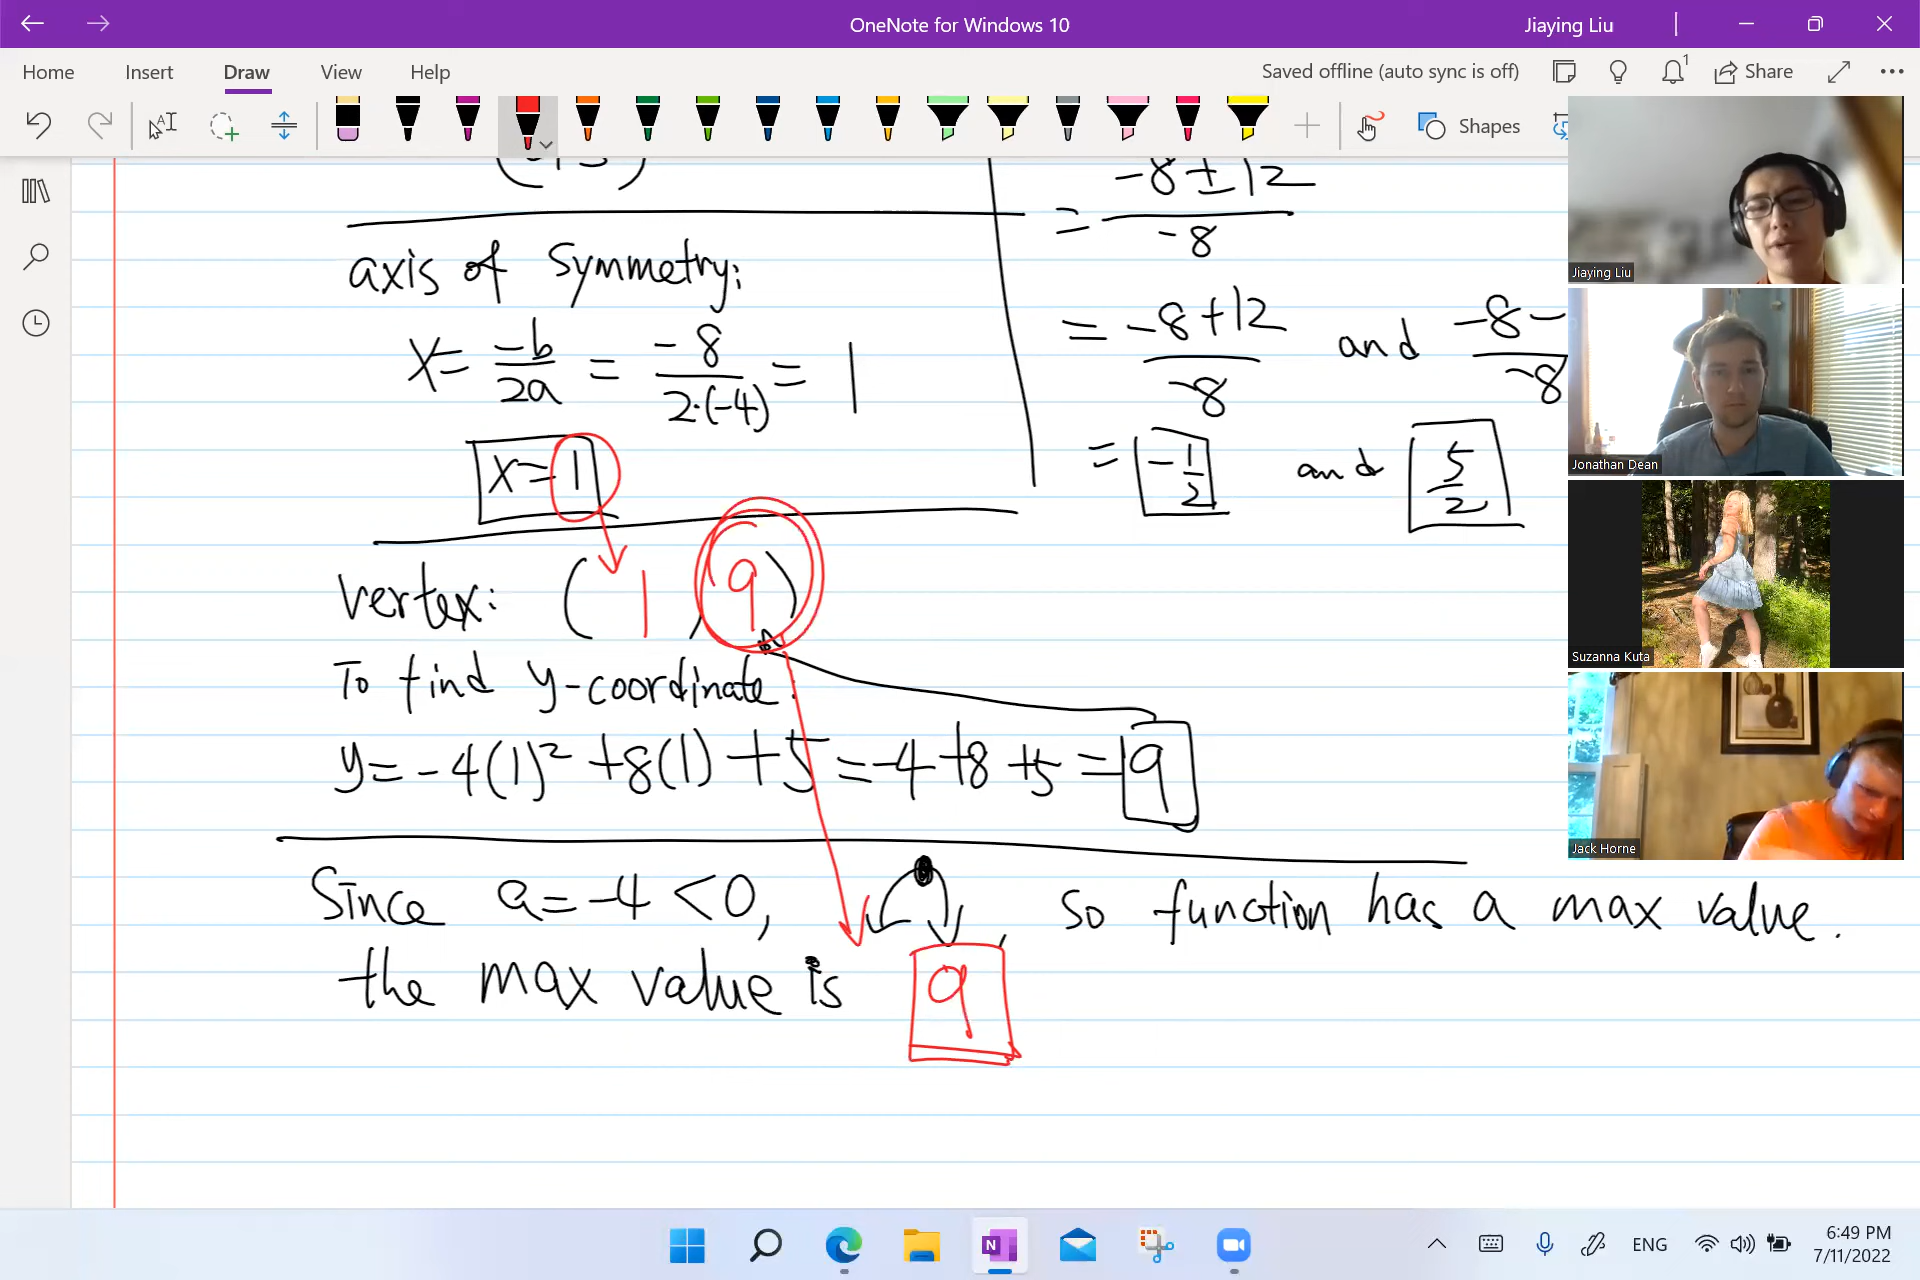 OneNote for Windows 10
Jiaying Liu
Home Insert Draw View Help
Saved offline (auto sync is off)
1
Share
Shapes
-8 ± 12
= -8
axis of symmetry:
x = -b/2a = -8/2·(-4) = 1
x = 1
= -8+12/-8 and -8-/-8
= -1/2 and 5/2
vertex: (1, 9)
To find y-coordinate.
y = -4(1)² + 8(1) + 5 = -4 + 8 + 5 = 9
Since a = -4 < 0, , so function has a max value.
the max value is 9
Jiaying Liu
Jonathan Dean
Suzanna Kuta
Jack Horne
ENG
6:49 PM
7/11/2022